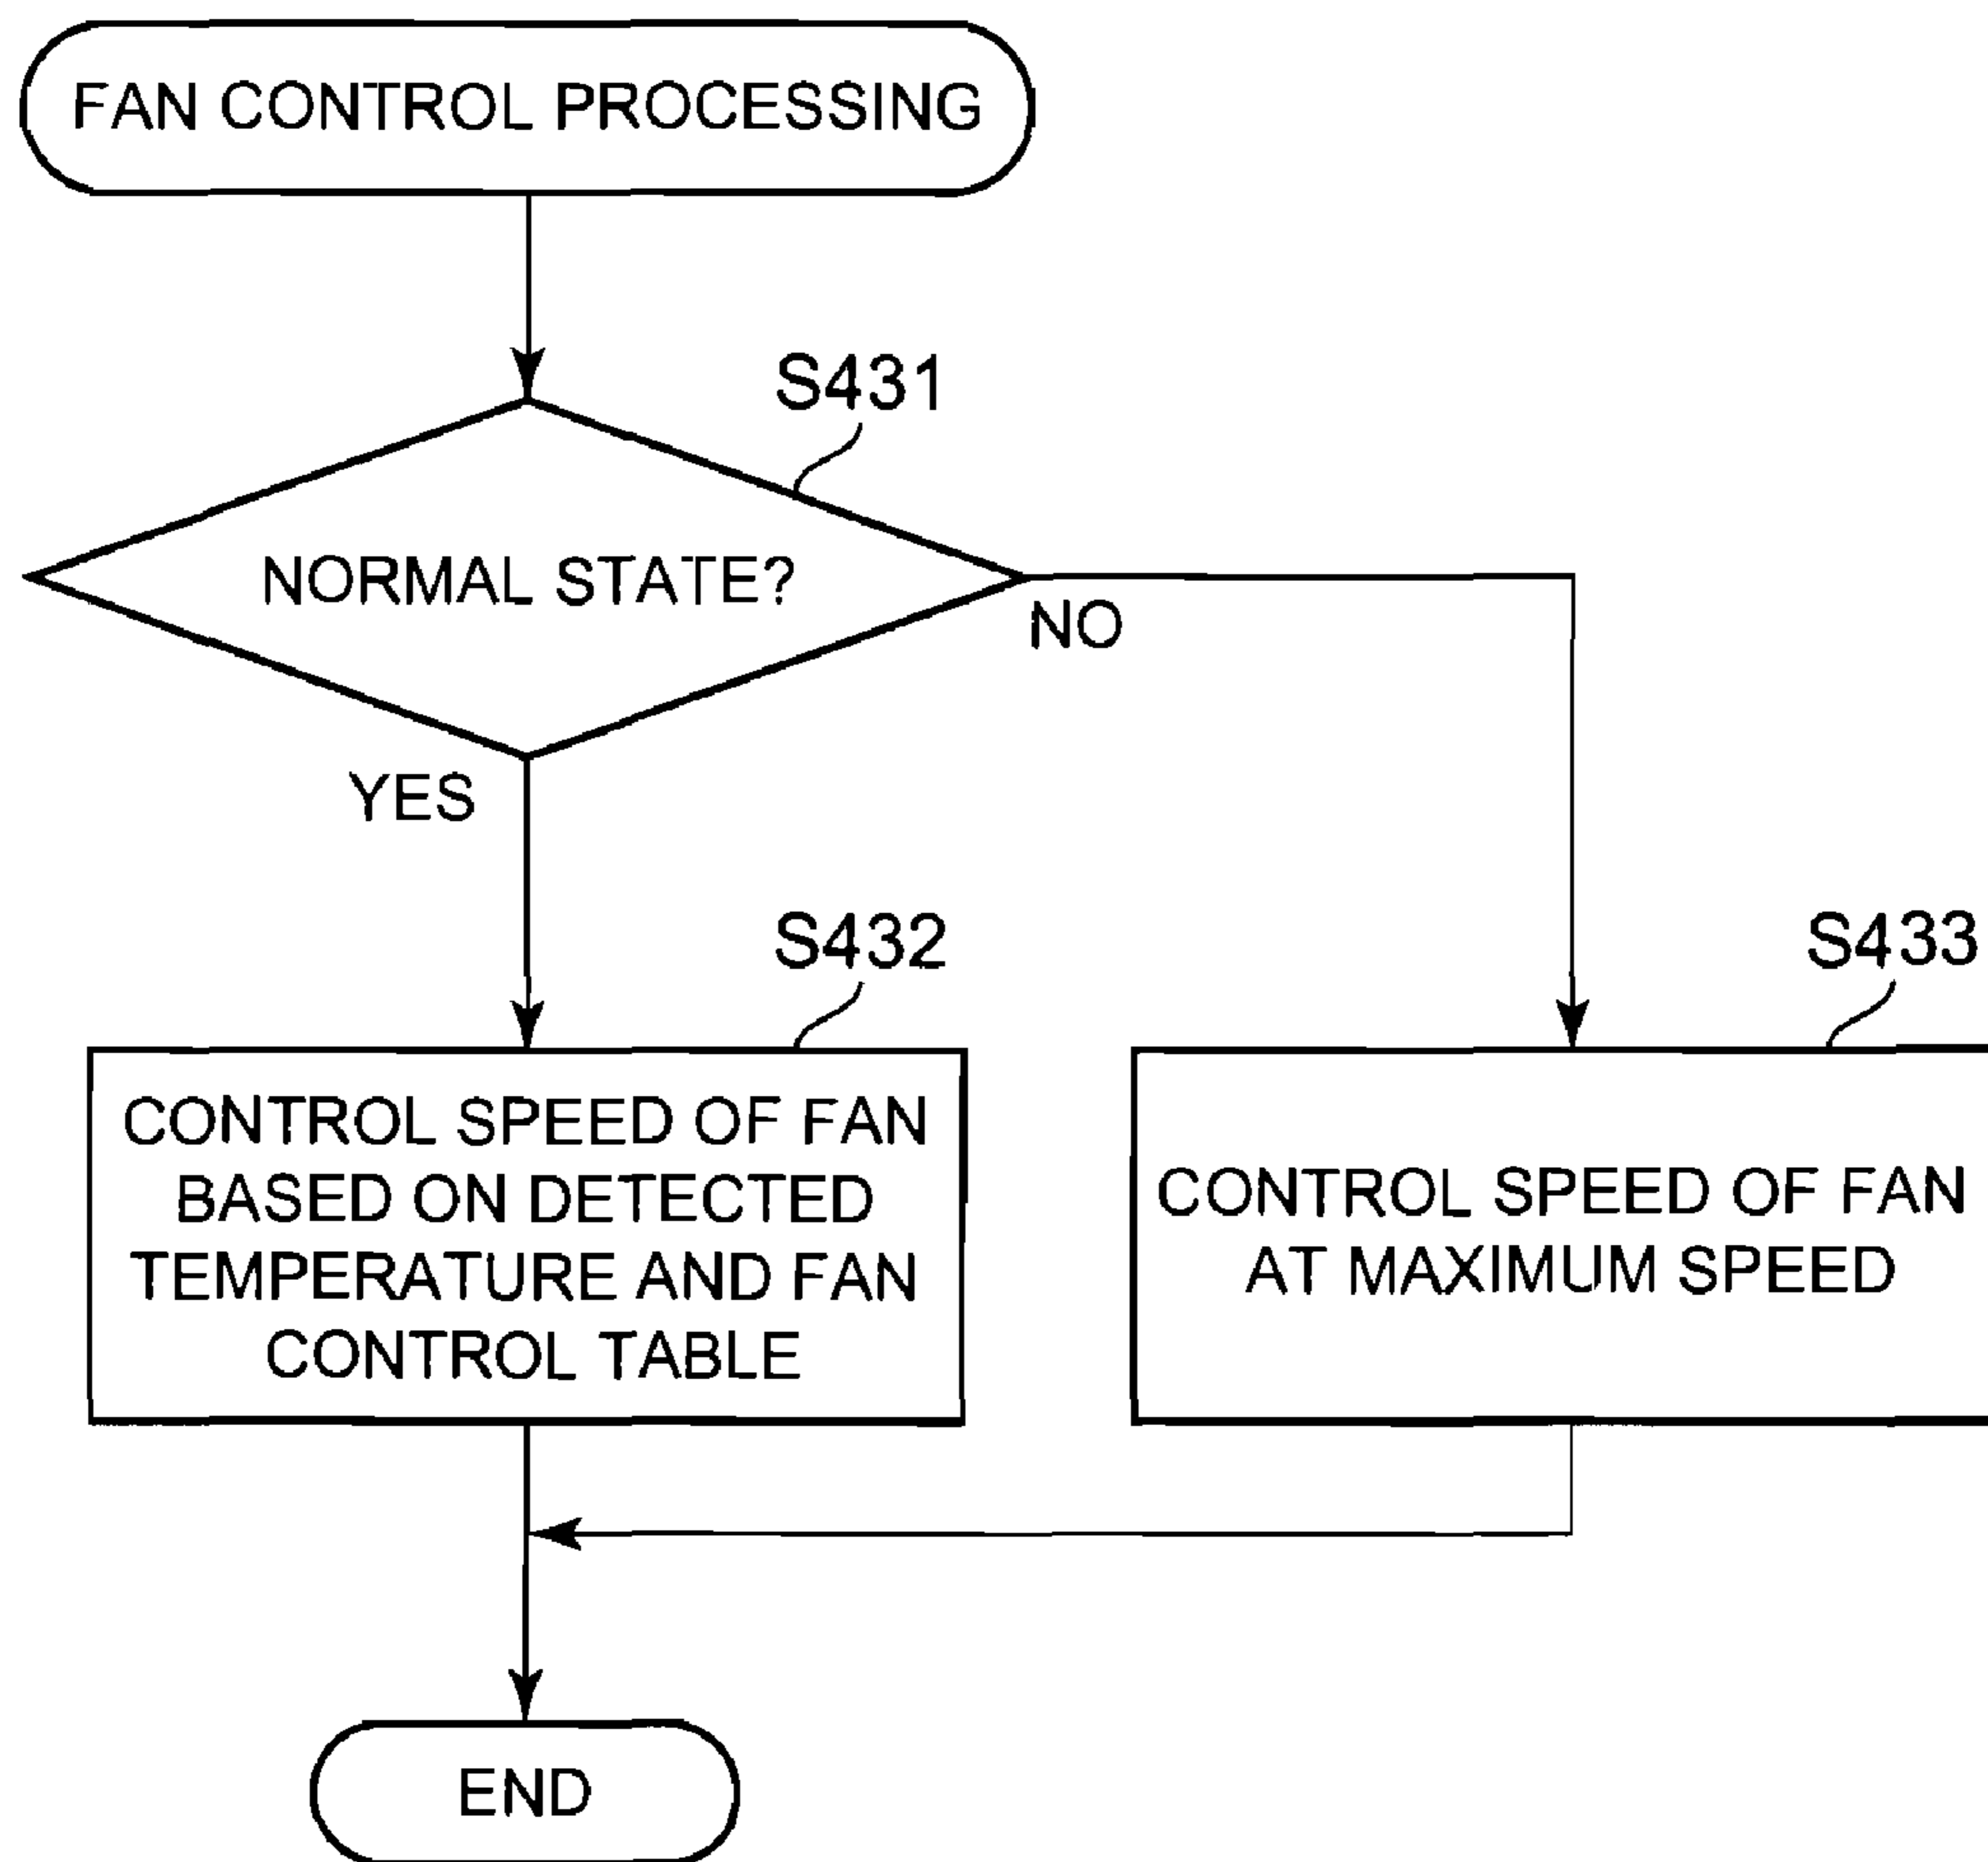 FAN CONTROL PROCESSING
S431
NORMAL STATE?
NO
YES
S432
CONTROL SPEED OF FAN
BASED ON DETECTED
TEMPERATURE AND FAN
CONTROL TABLE
S433
CONTROL SPEED OF FAN
AT MAXIMUM SPEED
END